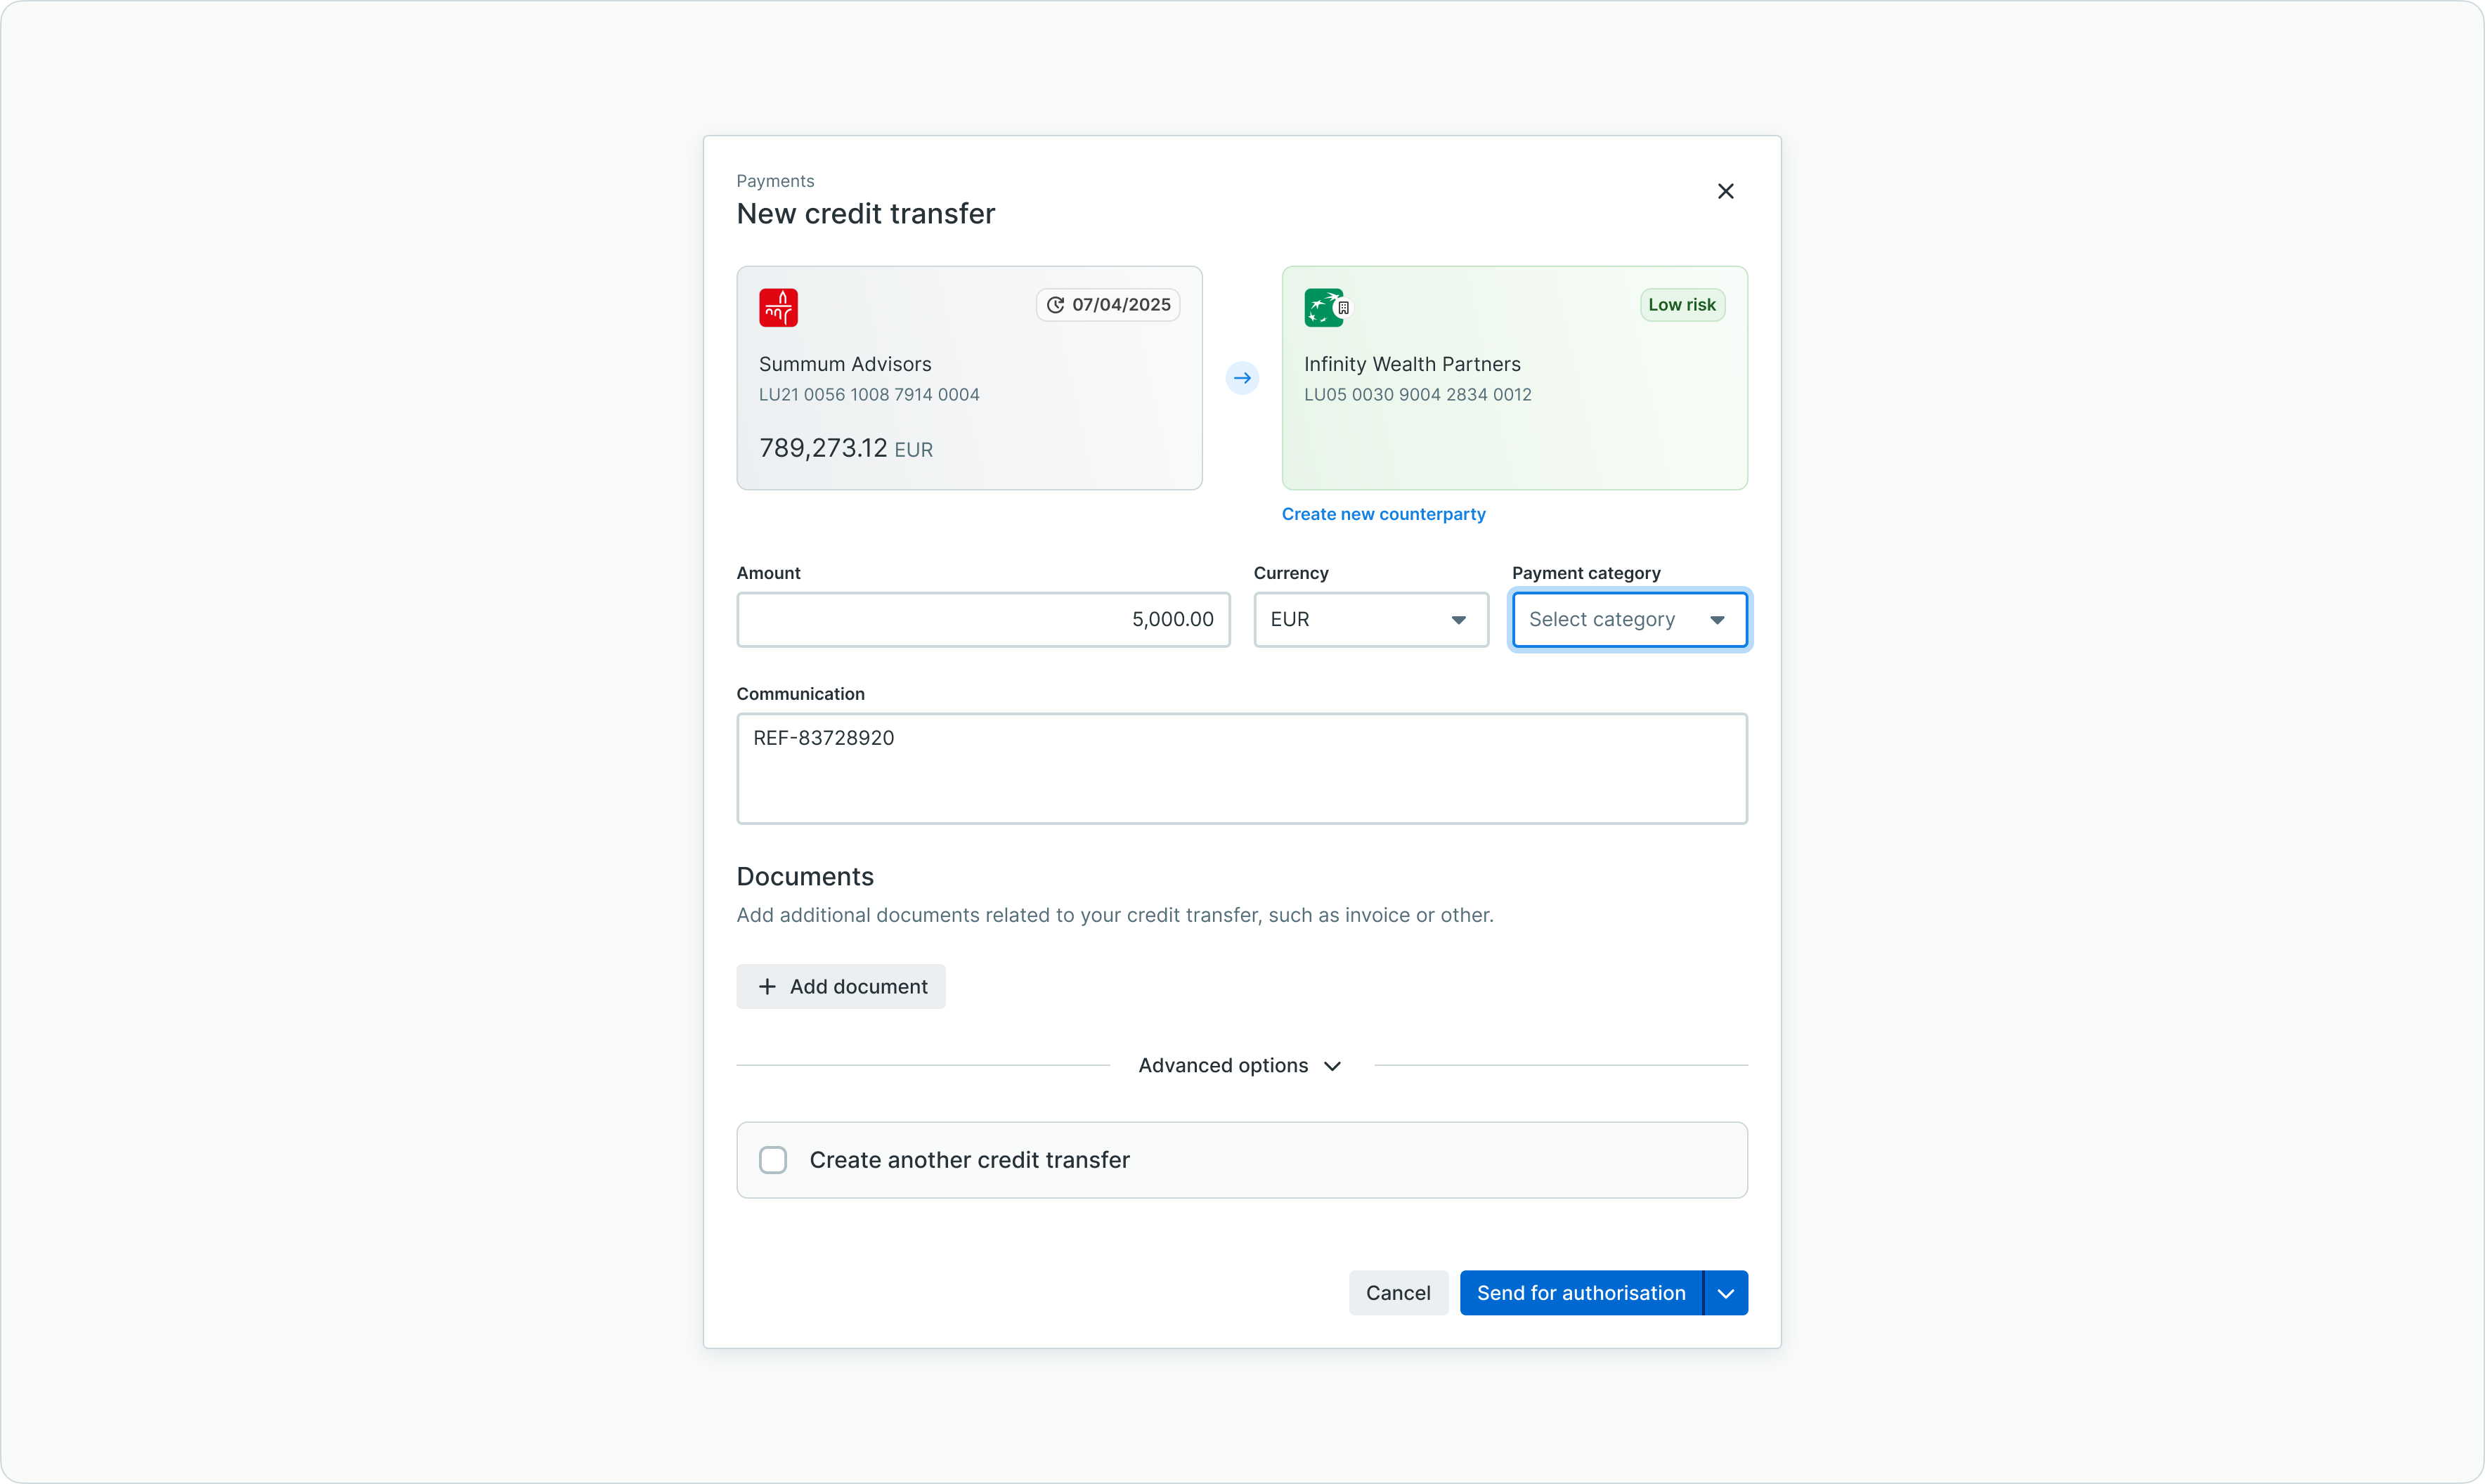 Payments
New credit transfer
07/04/2025
Summum Advisors
LU21 0056 1008 7914 0004
789,273.12 EUR
Low risk
Infinity Wealth Partners
LU05 0030 9004 2834 0012
Create new counterparty
Amount
5,000.00
Currency
EUR
Payment category
Select category
Communication
REF-83728920
Documents
Add additional documents related to your credit transfer, such as invoice or other.
Add document
Advanced options
Create another credit transfer
Cancel
Send for authorisation